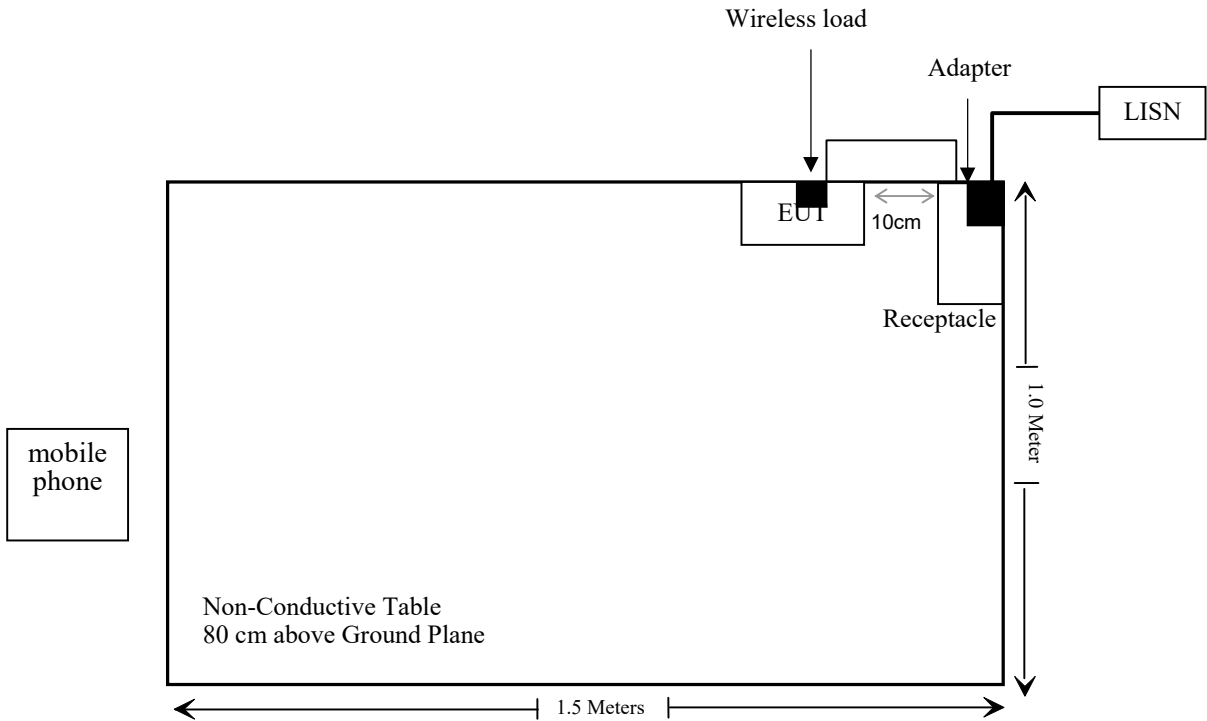 Wireless load
Adapter
LISN
EUT
10cm
Receptacle
1.0 Meter
mobile
phone
Non-Conductive Table
80 cm above Ground Plane
1.5 Meters